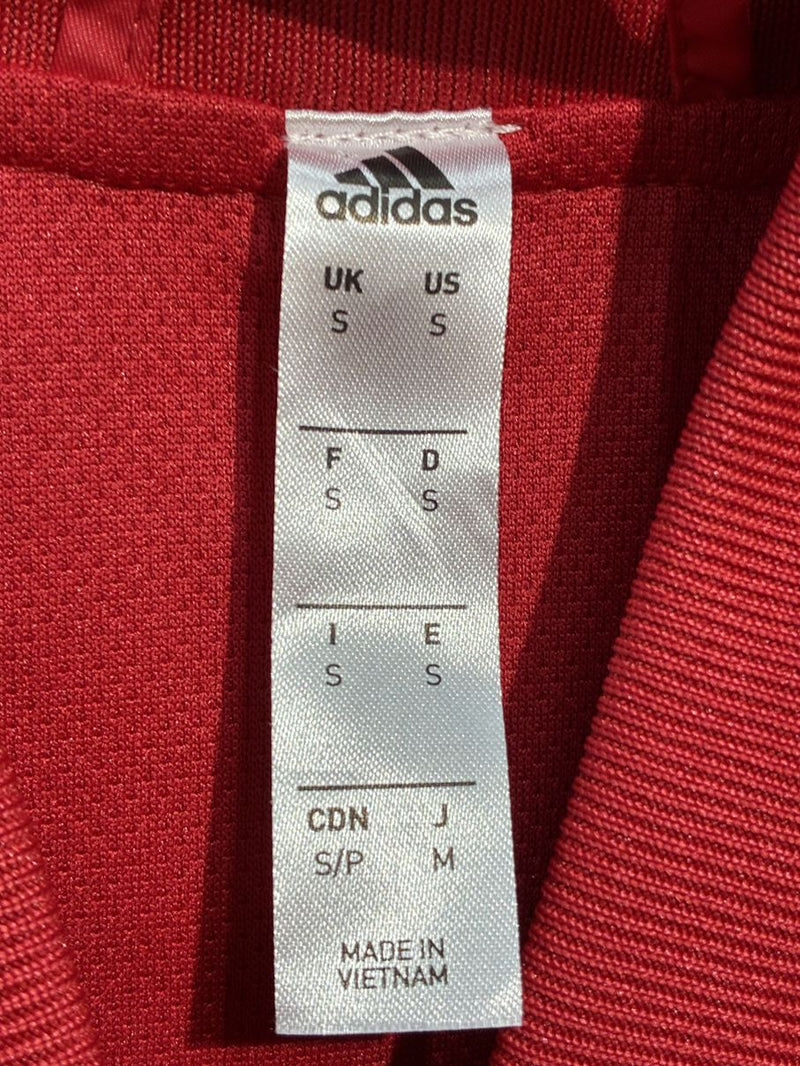 adidas
UK US
S S
F D
S S
I E
S S
CDN J
S/P M
MADE IN
VIETNAM